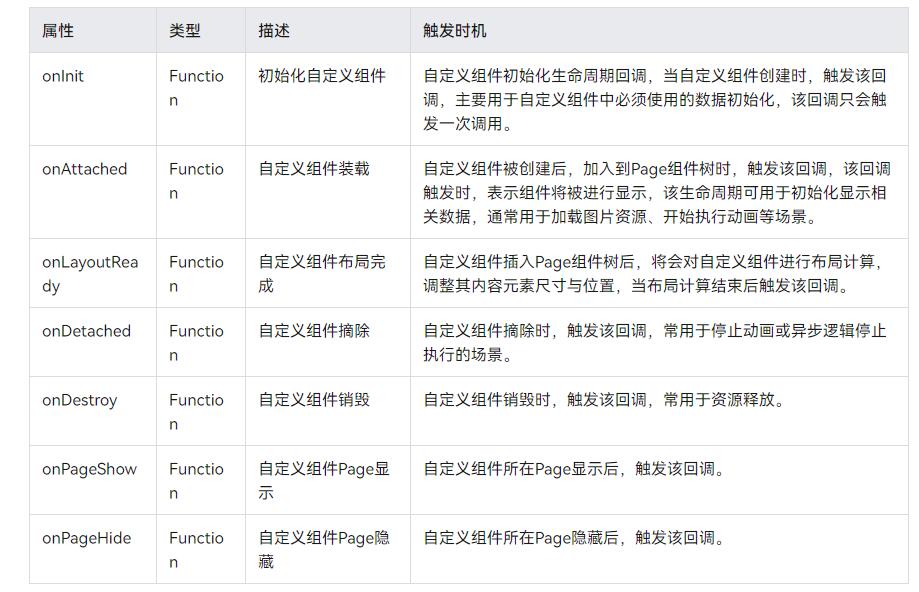 属性 类型 描述 触发时机
onInit Functio 初始化自定义组件 自定义组件初始化生命周期回调，当自定义组件创建时，触发该回
n 调，主要用于自定义组件中必须使用的数据初始化，该回调只会触
发一次调用。
onAttached Functio 自定义组件装载 自定义组件被创建后，加入到Page组件树时，触发该回调，该回调
n 触发时，表示组件将被进行显示，该生命周期可用于初始化显示相
关数据，通常用于加载图片资源、开始执行动画等场景。
onLayoutRea Functio 自定义组件布局完 自定义组件插入Page组件树后，将会对自定义组件进行布局计算，
dy n 成 调整其内容元素尺寸与位置，当布局计算结束后触发该回调。
onDetached Functio 自定义组件摘除 自定义组件摘除时，触发该回调，常用于停止动画或异步逻辑停止
n 执行的场景。
onDestroy Functio 自定义组件销毁 自定义组件销毁时，触发该回调，常用于资源释放。
n
onPageShow Functio 自定义组件Page显 自定义组件所在Page显示后，触发该回调。
n 示
onPageHide Functio 自定义组件Page隐 自定义组件所在Page隐藏后，触发该回调。
n 藏